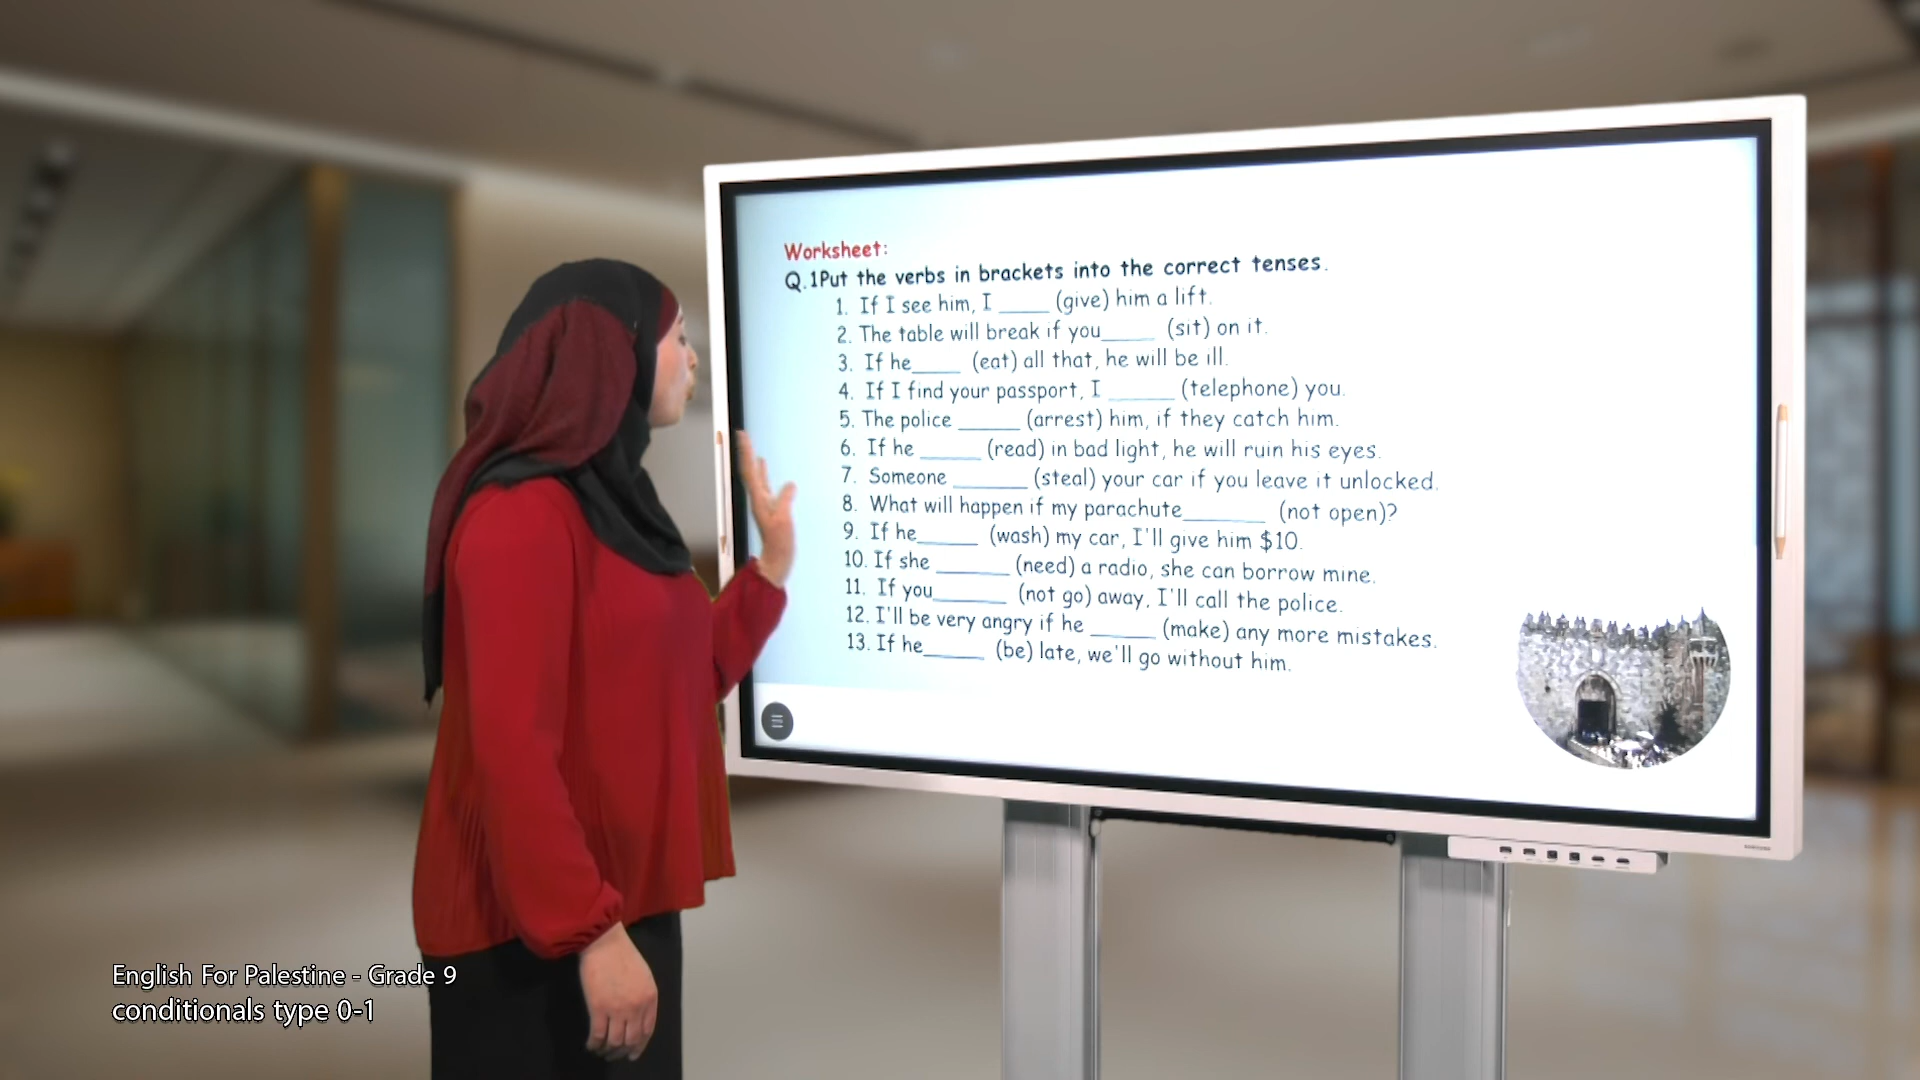 Worksheet:
Q.1Put the verbs in brackets into the correct tenses.
1. If I see him, I _____ (give) him a lift.
2. The table will break if you_____ (sit) on it.
3. If he_____ (eat) all that, he will be ill.
4. If I find your passport, I ______ (telephone) you.
5. The police ______ (arrest) him, if they catch him.
6. If he ______ (read) in bad light, he will ruin his eyes.
7. Someone _______ (steal) your car if you leave it unlocked.
8. What will happen if my parachute________ (not open)?
9. If he______ (wash) my car, I'll give him $10.
10. If she _______ (need) a radio, she can borrow mine.
11. If you_______ (not go) away, I'll call the police.
12. I'll be very angry if he ______ (make) any more mistakes.
13. If he______ (be) late, we'll go without him.
English For Palestine - Grade 9
conditionals type 0-1